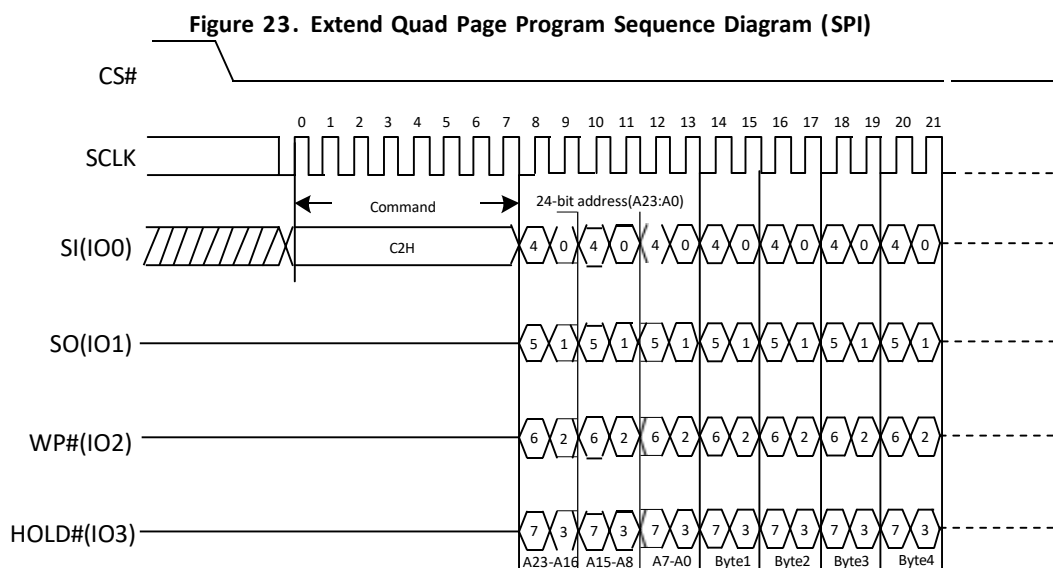 Figure 23. Extend Quad Page Program Sequence Diagram (SPI)
CS#
0 1 2 3 4 5 6 7 8 9 10 11 12 13 14 15 16 17 18 19 20 21
SCLK
Command
24-bit address(A23:A0)
SI(IO0)
C2H
4 0 4 0 4 0 4 0 4 0 4 0 4 0
SO(IO1)
5 1 5 1 5 1 5 1 5 1 5 1 5 1
WP#(IO2)
6 2 6 2 6 2 6 2 6 2 6 2 6 2
HOLD#(IO3)
7 3 7 3 7 3 7 3 7 3 7 3 7 3
A23-A16 A15-A8 A7-A0 Byte1 Byte2 Byte3 Byte4